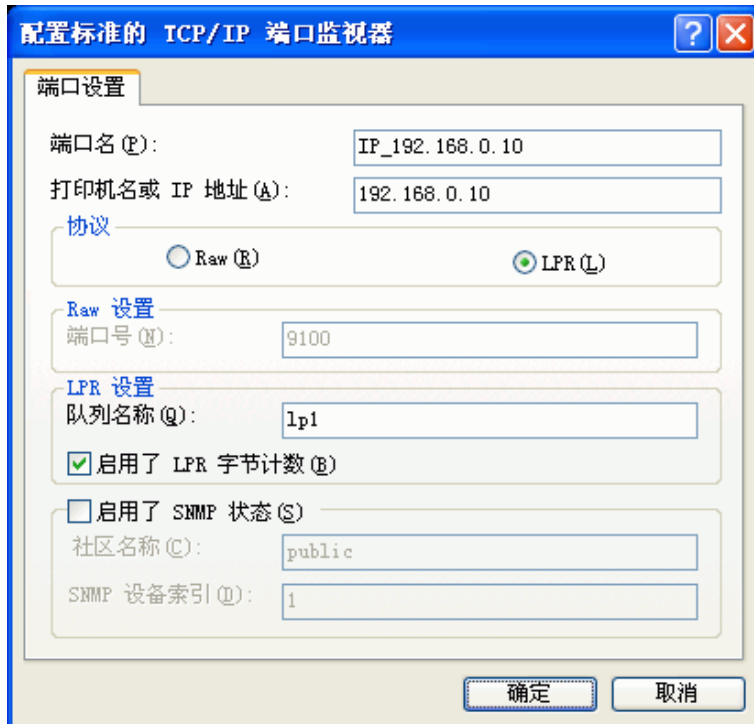 配置标准的 TCP/IP 端口监视器
端口设置
端口名(P): IP_192.168.0.10
打印机名或 IP 地址(A): 192.168.0.10
协议
Raw(R) LPR(L)
Raw 设置
端口号(N): 9100
LPR 设置
队列名称(Q): lp1
启用了 LPR 字节计数(B)
启用了 SNMP 状态(S)
社区名称(C): public
SNMP 设备索引(D): 1
确定 取消